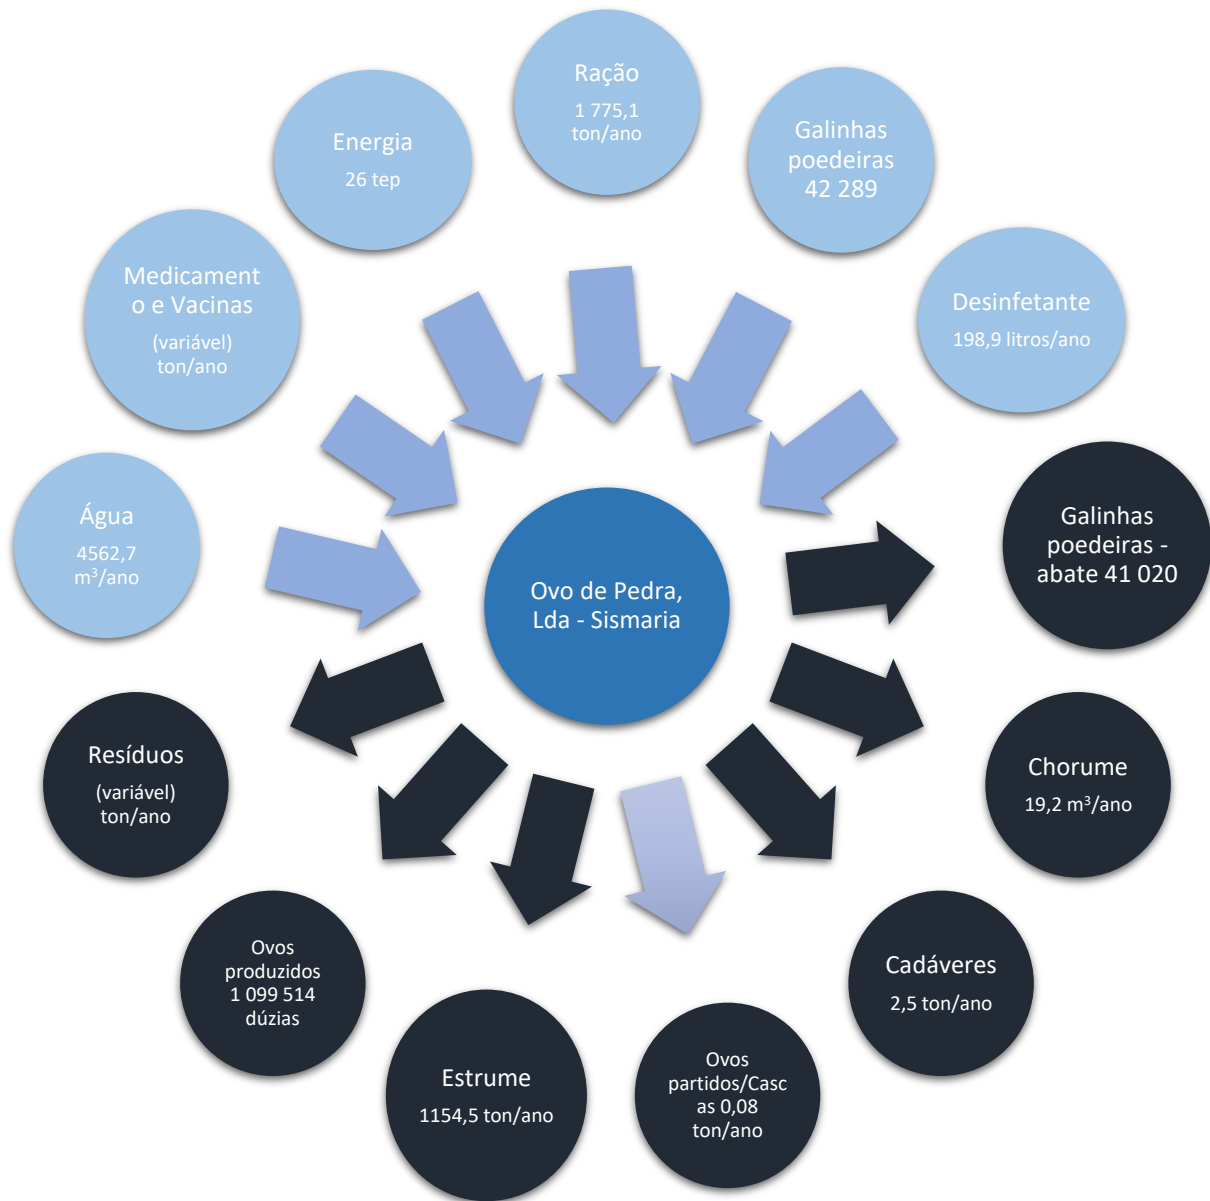 Ração
1 775,1
ton/ano
Energia
26 tep
Galinhas
poedeiras
42 289
Medicament
o e Vacinas
(variável)
ton/ano
Desinfetante
198,9 litros/ano
Água
4562,7
m³/ano
Galinhas
poedeiras -
abate 41 020
Ovo de Pedra,
Lda - Sismaria
Resíduos
(variável)
ton/ano
Chorume
19,2 m³/ano
Ovos
produzidos
1 099 514
dúzias
Cadáveres
2,5 ton/ano
Estrume
1154,5 ton/ano
Ovos
partidos/Casc
as 0,08
ton/ano